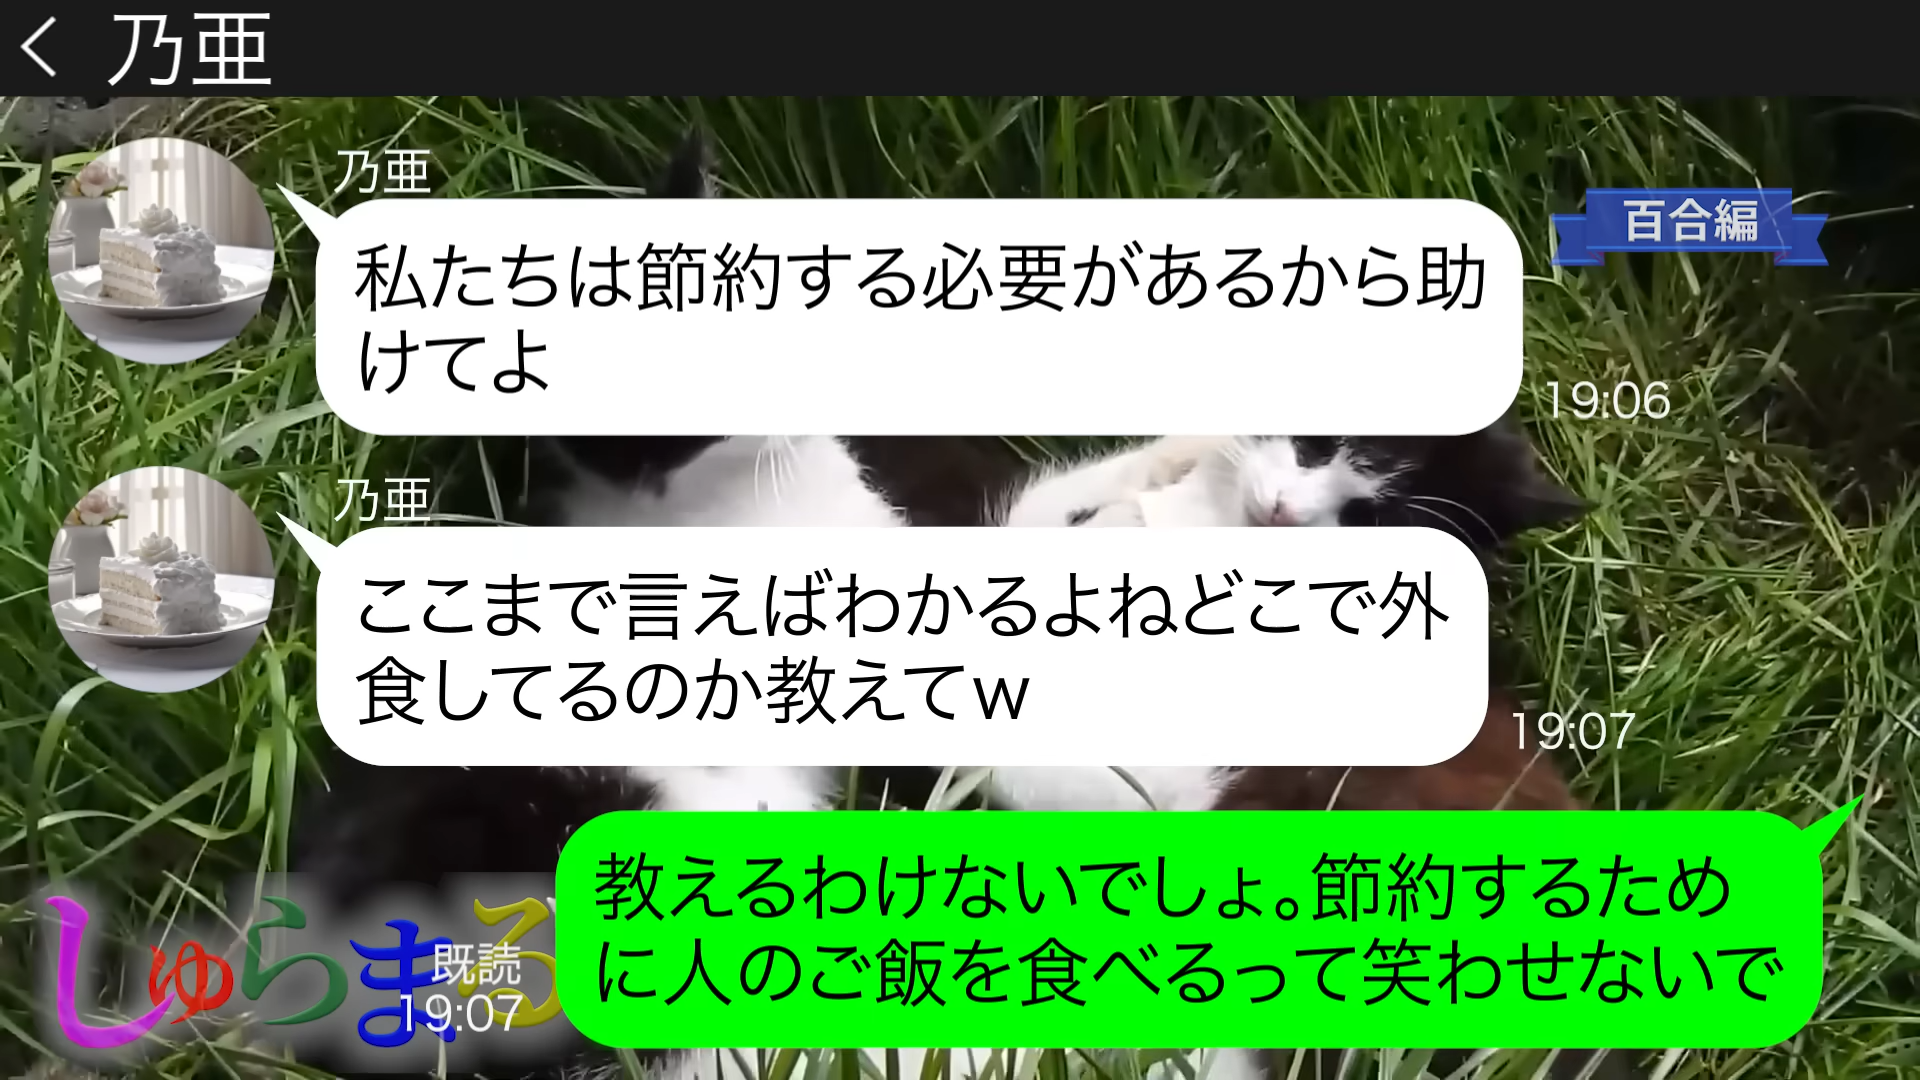 乃亜
乃亜
百合編
私たちは節約する必要があるから助
けてよ
19:06
乃亜
ここまで言えばわかるよねどこで外
食してるのか教えてw
19:07
教えるわけないでしょ。節約するため
に人のご飯を食べるって笑わせないで
既読
19:07
しゅらまる